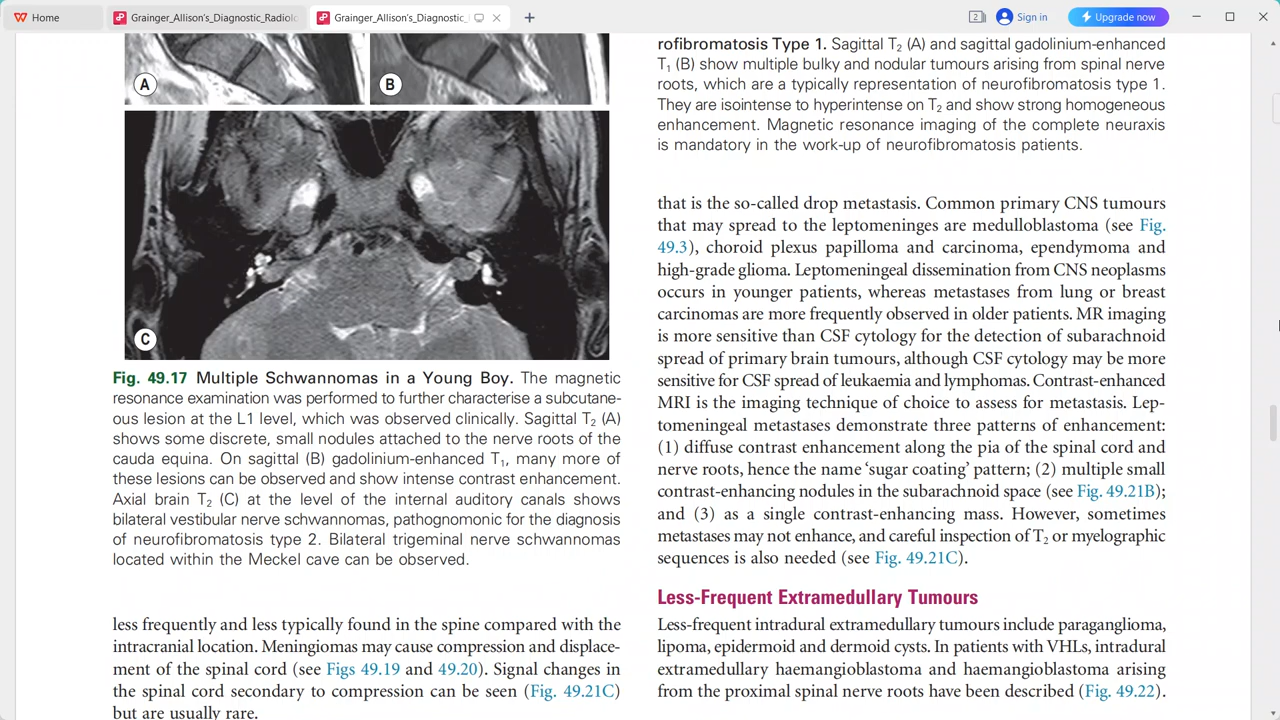 Home
Grainger_Allison's_Diagnostic_Radiolo
Grainger_Allison's_Diagnostic_
2
Sign in
Upgrade now
A
B
C
Fig. 49.17 Multiple Schwannomas in a Young Boy. The magnetic
resonance examination was performed to further characterise a subcutane-
ous lesion at the L1 level, which was observed clinically. Sagittal T₂ (A)
shows some discrete, small nodules attached to the nerve roots of the
cauda equina. On sagittal (B) gadolinium-enhanced T₁, many more of
these lesions can be observed and show intense contrast enhancement.
Axial brain T₂ (C) at the level of the internal auditory canals shows
bilateral vestibular nerve schwannomas, pathognomonic for the diagnosis
of neurofibromatosis type 2. Bilateral trigeminal nerve schwannomas
located within the Meckel cave can be observed.
less frequently and less typically found in the spine compared with the
intracranial location. Meningiomas may cause compression and displace-
ment of the spinal cord (see Figs 49.19 and 49.20). Signal changes in
the spinal cord secondary to compression can be seen (Fig. 49.21C)
but are usually rare.
rofibromatosis Type 1. Sagittal T₂ (A) and sagittal gadolinium-enhanced
T₁ (B) show multiple bulky and nodular tumours arising from spinal nerve
roots, which are a typically representation of neurofibromatosis type 1.
They are isointense to hyperintense on T₂ and show strong homogeneous
enhancement. Magnetic resonance imaging of the complete neuraxis
is mandatory in the work-up of neurofibromatosis patients.
that is the so-called drop metastasis. Common primary CNS tumours
that may spread to the leptomeninges are medulloblastoma (see Fig.
49.3), choroid plexus papilloma and carcinoma, ependymoma and
high-grade glioma. Leptomeningeal dissemination from CNS neoplasms
occurs in younger patients, whereas metastases from lung or breast
carcinomas are more frequently observed in older patients. MR imaging
is more sensitive than CSF cytology for the detection of subarachnoid
spread of primary brain tumours, although CSF cytology may be more
sensitive for CSF spread of leukaemia and lymphomas. Contrast-enhanced
MRI is the imaging technique of choice to assess for metastasis. Lep-
tomeningeal metastases demonstrate three patterns of enhancement:
(1) diffuse contrast enhancement along the pia of the spinal cord and
nerve roots, hence the name 'sugar coating' pattern; (2) multiple small
contrast-enhancing nodules in the subarachnoid space (see Fig. 49.21B);
and (3) as a single contrast-enhancing mass. However, sometimes
metastases may not enhance, and careful inspection of T₂ or myelographic
sequences is also needed (see Fig. 49.21C).
Less-Frequent Extramedullary Tumours
Less-frequent intradural extramedullary tumours include paraganglioma,
lipoma, epidermoid and dermoid cysts. In patients with VHLs, intradural
extramedullary haemangioblastoma and haemangioblastoma arising
from the proximal spinal nerve roots have been described (Fig. 49.22).